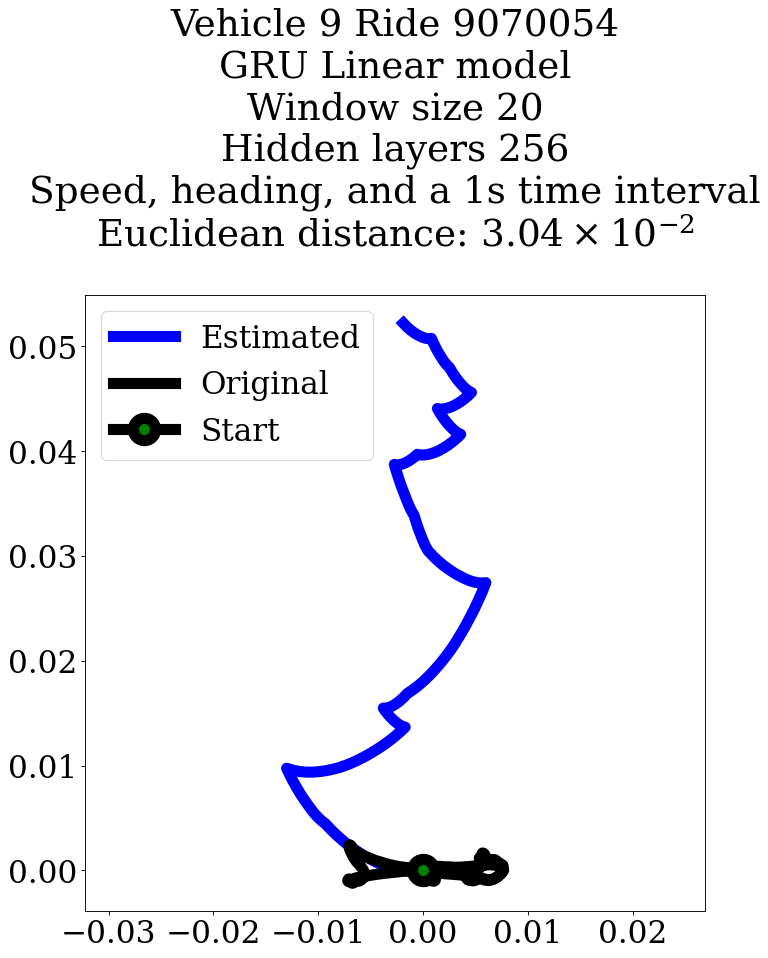 Vehicle 9 Ride 9070054
GRU Linear model
Window size 20
Hidden layers 256
Speed, heading, and a 1s time interval
Euclidean distance: 3.04 × 10⁻²
Estimated
Original
Start
0.05
0.04
0.03
0.02
0.01
0.00
−0.03 −0.02 −0.01 0.00 0.01 0.02